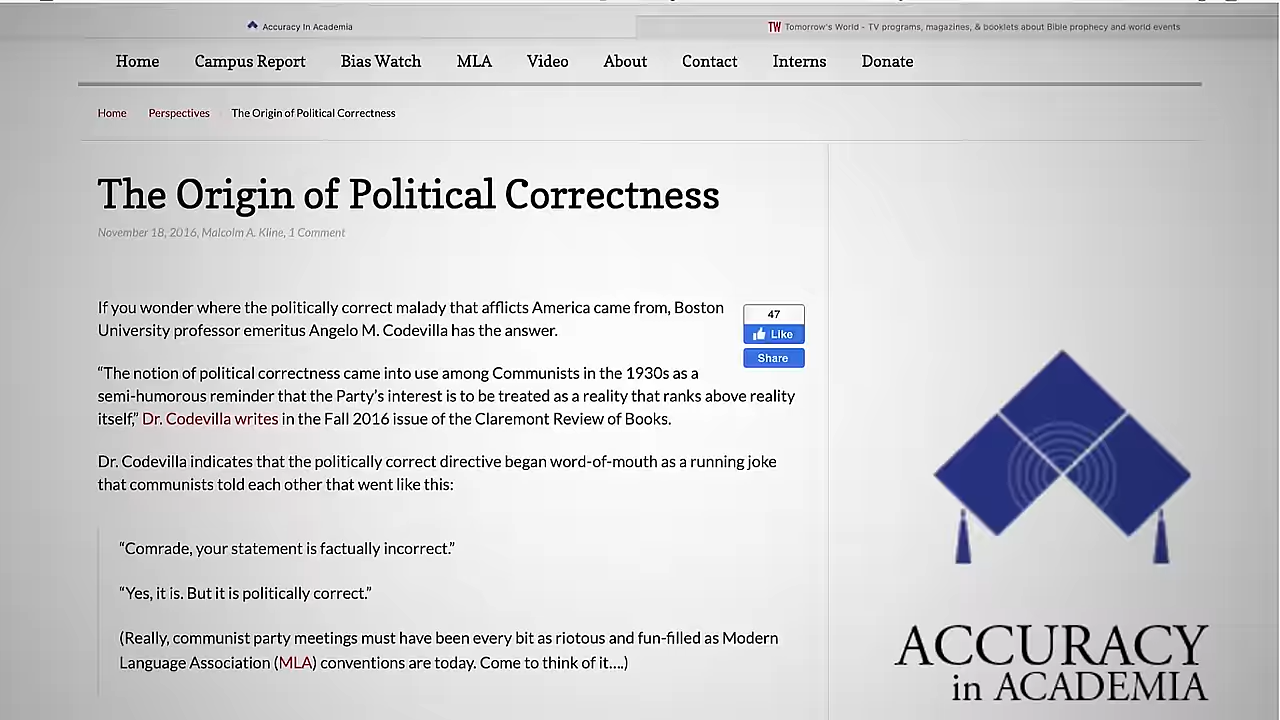 Accuracy In Academia
TW Tomorrow's World - TV programs, magazines, & booklets about Bible prophecy and world events
Home Campus Report Bias Watch MLA Video About Contact Interns Donate
Home Perspectives The Origin of Political Correctness
The Origin of Political Correctness
November 18, 2016, Malcolm A. Kline, 1 Comment
If you wonder where the politically correct malady that afflicts America came from, Boston
University professor emeritus Angelo M. Codevilla has the answer.
47
Like
Share
“The notion of political correctness came into use among Communists in the 1930s as a
semi-humorous reminder that the Party’s interest is to be treated as a reality that ranks above reality
itself,” Dr. Codevilla writes in the Fall 2016 issue of the Claremont Review of Books.
Dr. Codevilla indicates that the politically correct directive began word-of-mouth as a running joke
that communists told each other that went like this:
“Comrade, your statement is factually incorrect.”
“Yes, it is. But it is politically correct.”
(Really, communist party meetings must have been every bit as riotous and fun-filled as Modern
Language Association (MLA) conventions are today. Come to think of it….)
ACCURACY
in ACADEMIA